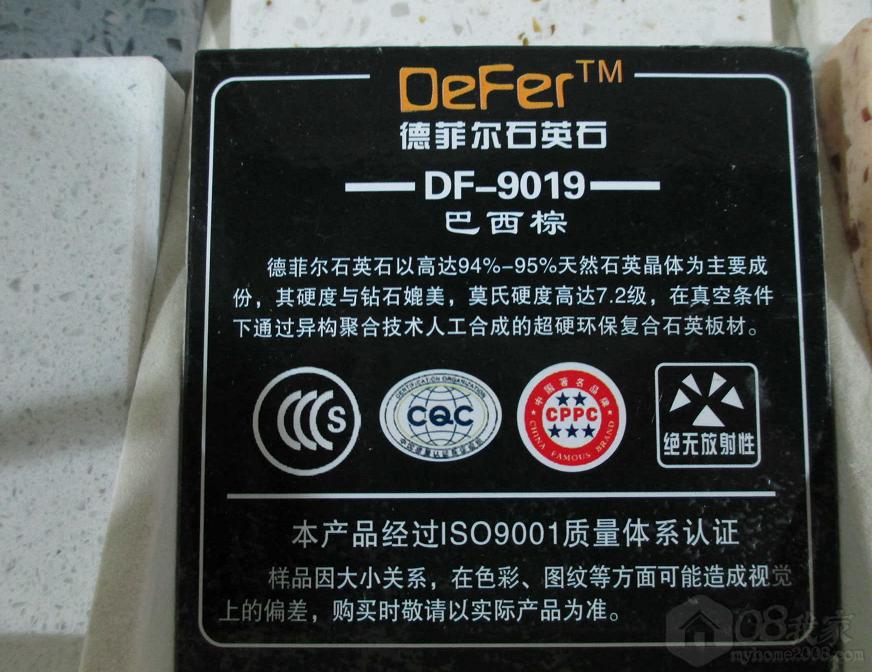 DeFer™
德菲尔石英石
DF-9019
巴西棕
德菲尔石英石以高达94%-95%天然石英晶体为主要成
份，其硬度与钻石媲美，莫氏硬度高达7.2级，在真空条件
下通过异构聚合技术人工合成的超硬环保复合石英板材。
S
CERTIFICATION ORGANIZATION
CQC
中国著名品牌
CPPC
CHINA FAMOUS BRAND
绝无放射性
本产品经过ISO9001质量体系认证
样品因大小关系，在色彩、图纹等方面可能造成视觉
上的偏差，购买时敬请以实际产品为准。
08我家
myhome2008.com